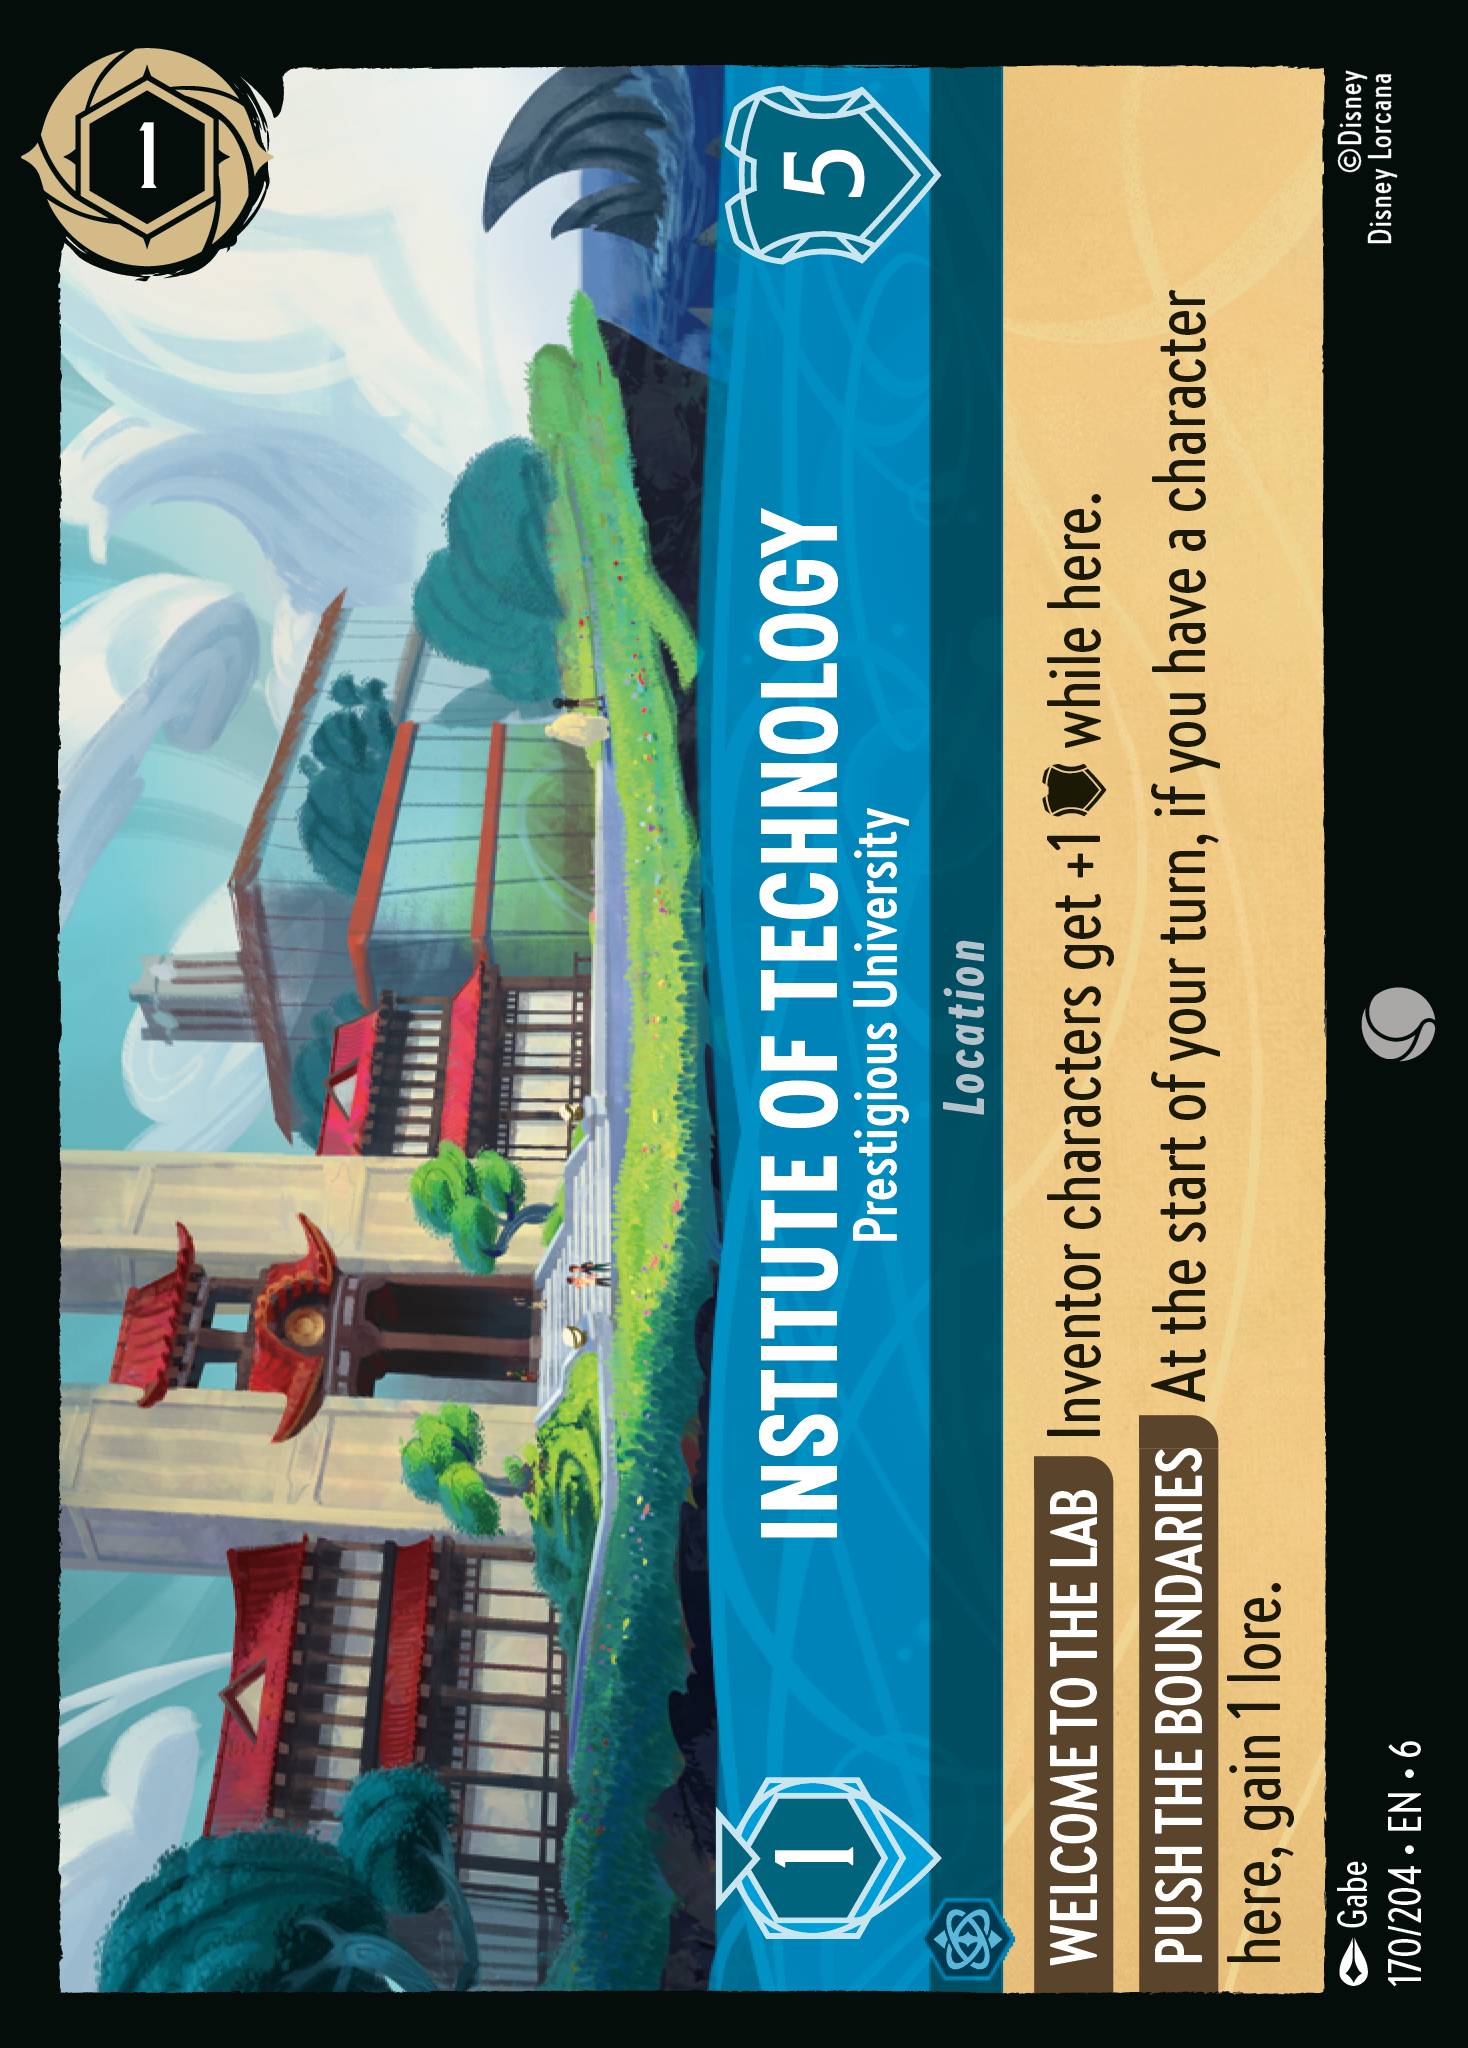 1
INSTITUTE OF TECHNOLOGY
Prestigious University
1
5
Location
WELCOME TO THE LAB Inventor characters get +1 while here.
PUSH THE BOUNDARIES At the start of your turn, if you have a character
here, gain 1 lore.
Gabe
170/204 • EN • 6
©Disney
Disney Lorcana